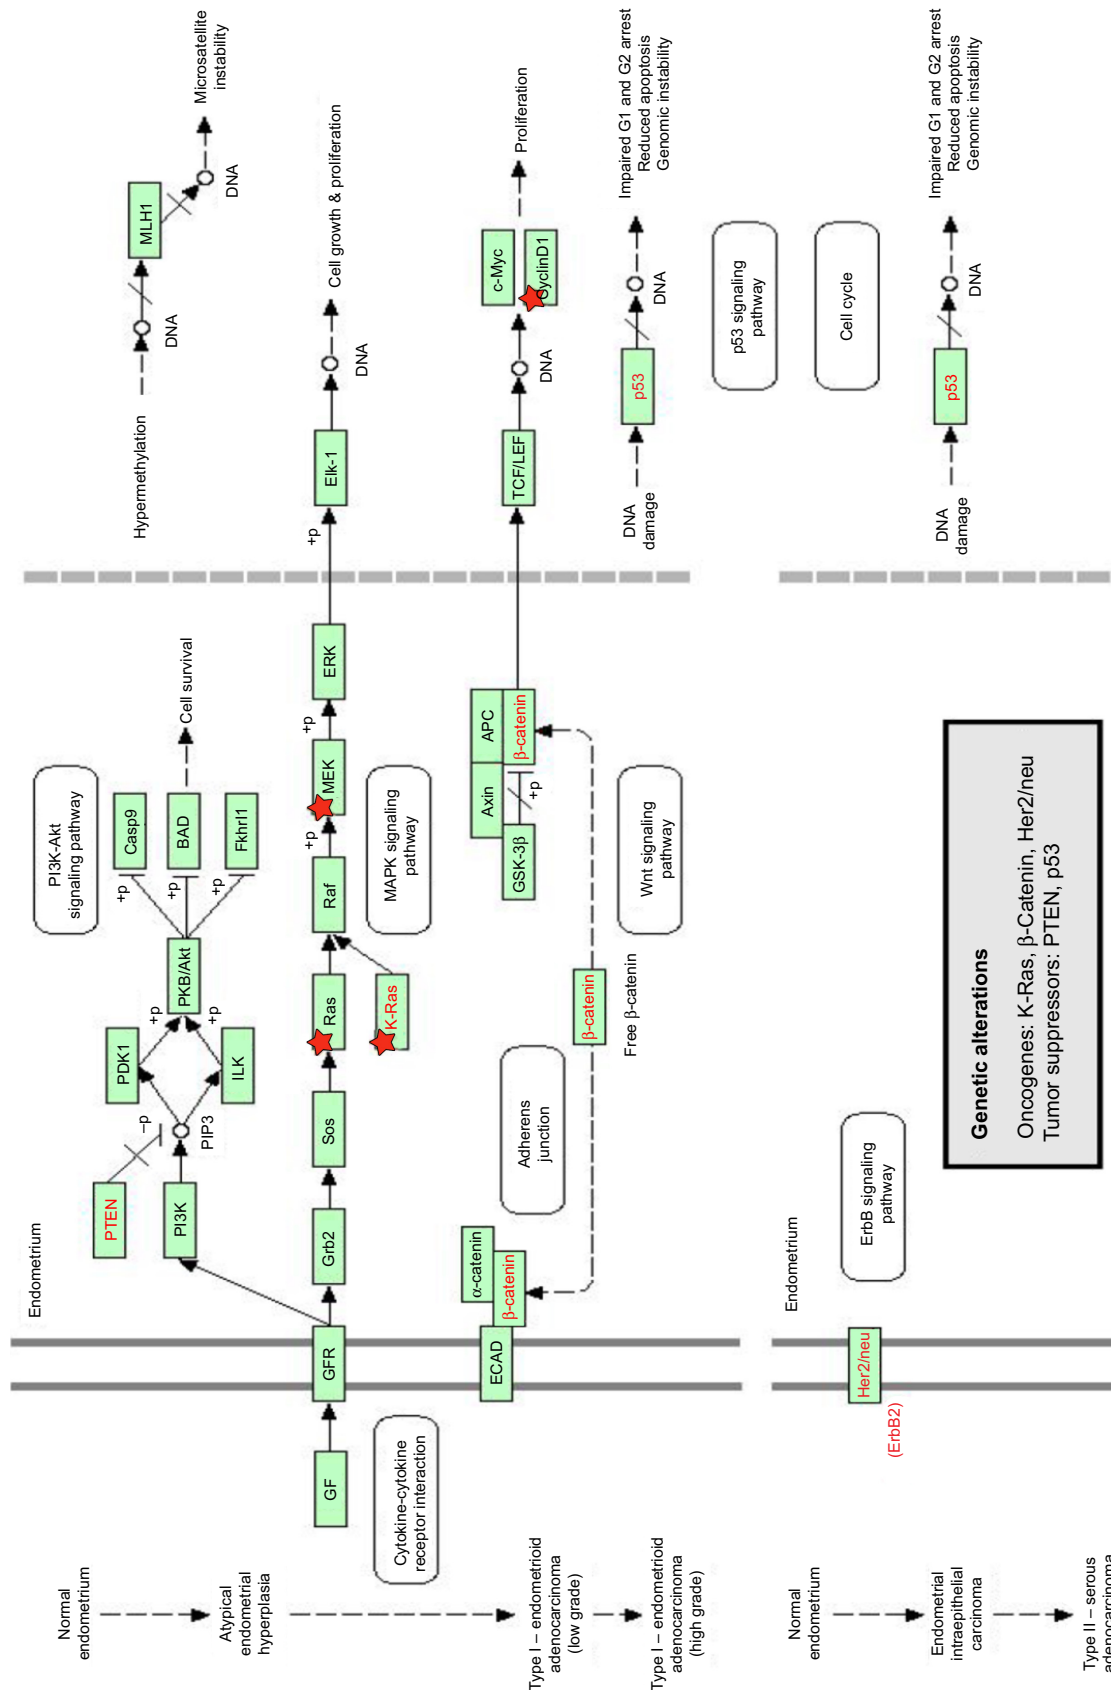 Normal
endometrium
Atypical
endometrial
hyperplasia
Type I – endometrioid
adenocarcinoma
(low grade)
Type I – endometrioid
adenocarcinoma
(high grade)
Endometrium
PTEN
PI3K
–p
PIP3
PDK1
ILK
+p
+p
PKB/Akt
+p
+p
+p
Casp9
BAD
Fkhrl1
Cell survival
PI3K-Akt
signaling pathway
Hypermethylation
DNA
MLH1
DNA
Microsatellite
instability
GF
GFR
Grb2
Sos
Ras
K-Ras
Raf
+p
MEK
+p
ERK
+p
Elk-1
DNA
Cell growth & proliferation
Cytokine-cytokine
receptor interaction
MAPK signaling
pathway
ECAD
α-catenin
β-catenin
Adherens
junction
β-catenin
Free β-catenin
GSK-3β
+p
Axin
APC
β-catenin
Wnt signaling
pathway
TCF/LEF
DNA
c-Myc
CyclinD1
Proliferation
DNA
damage
p53
DNA
Impaired G1 and G2 arrest
Reduced apoptosis
Genomic instability
p53 signaling
pathway
Cell cycle
Normal
endometrium
Endometrial
intraepithelial
carcinoma
Type II – serous
adenocarcinoma
Endometrium
Her2/neu
(ErbB2)
ErbB signaling
pathway
DNA
damage
p53
DNA
Impaired G1 and G2 arrest
Reduced apoptosis
Genomic instability
Genetic alterations
Oncogenes: K-Ras, β-Catenin, Her2/neu
Tumor suppressors: PTEN, p53